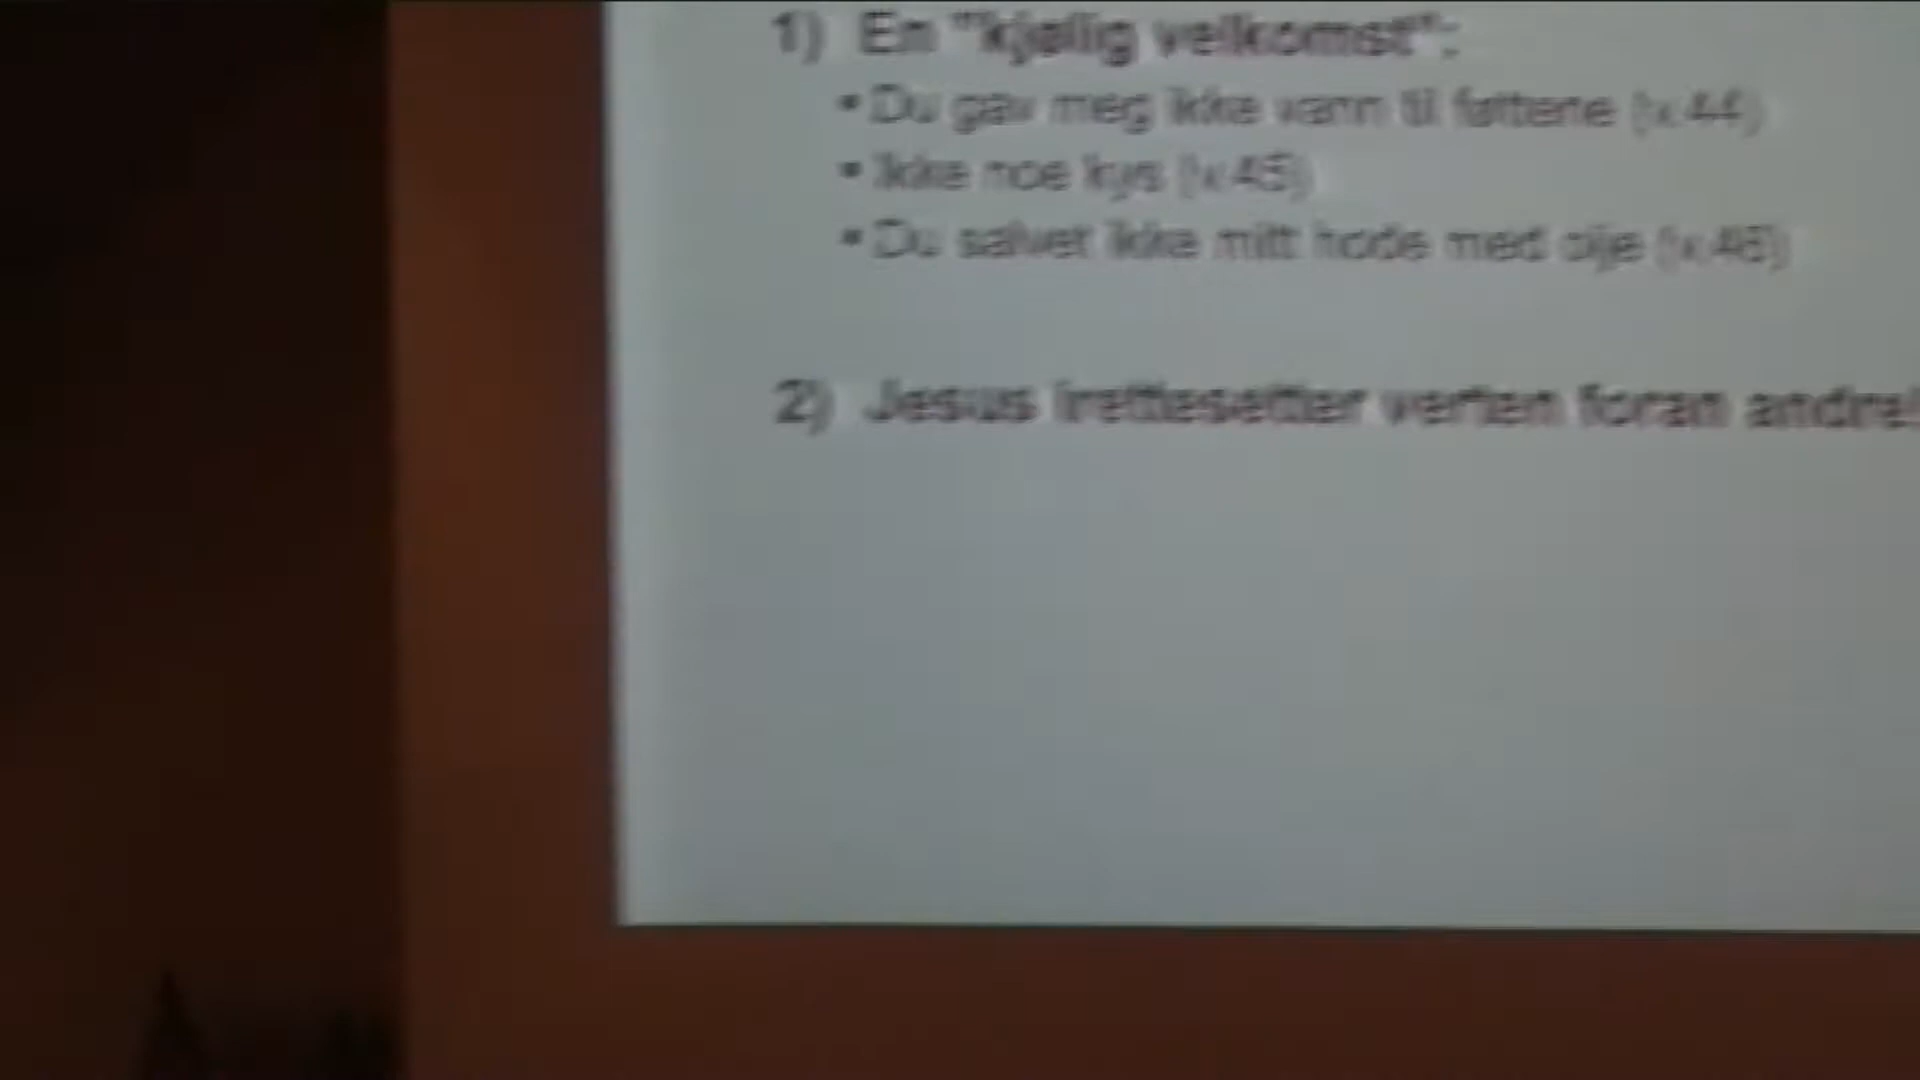 1) En "kjølig velkomst":
• Du gav meg ikke vann til føttene (v.44)
• Ikke noe kys (v.45)
• Du salvet ikke mitt hode med olje (v.46)
2) Jesus irettesetter verten foran andre!